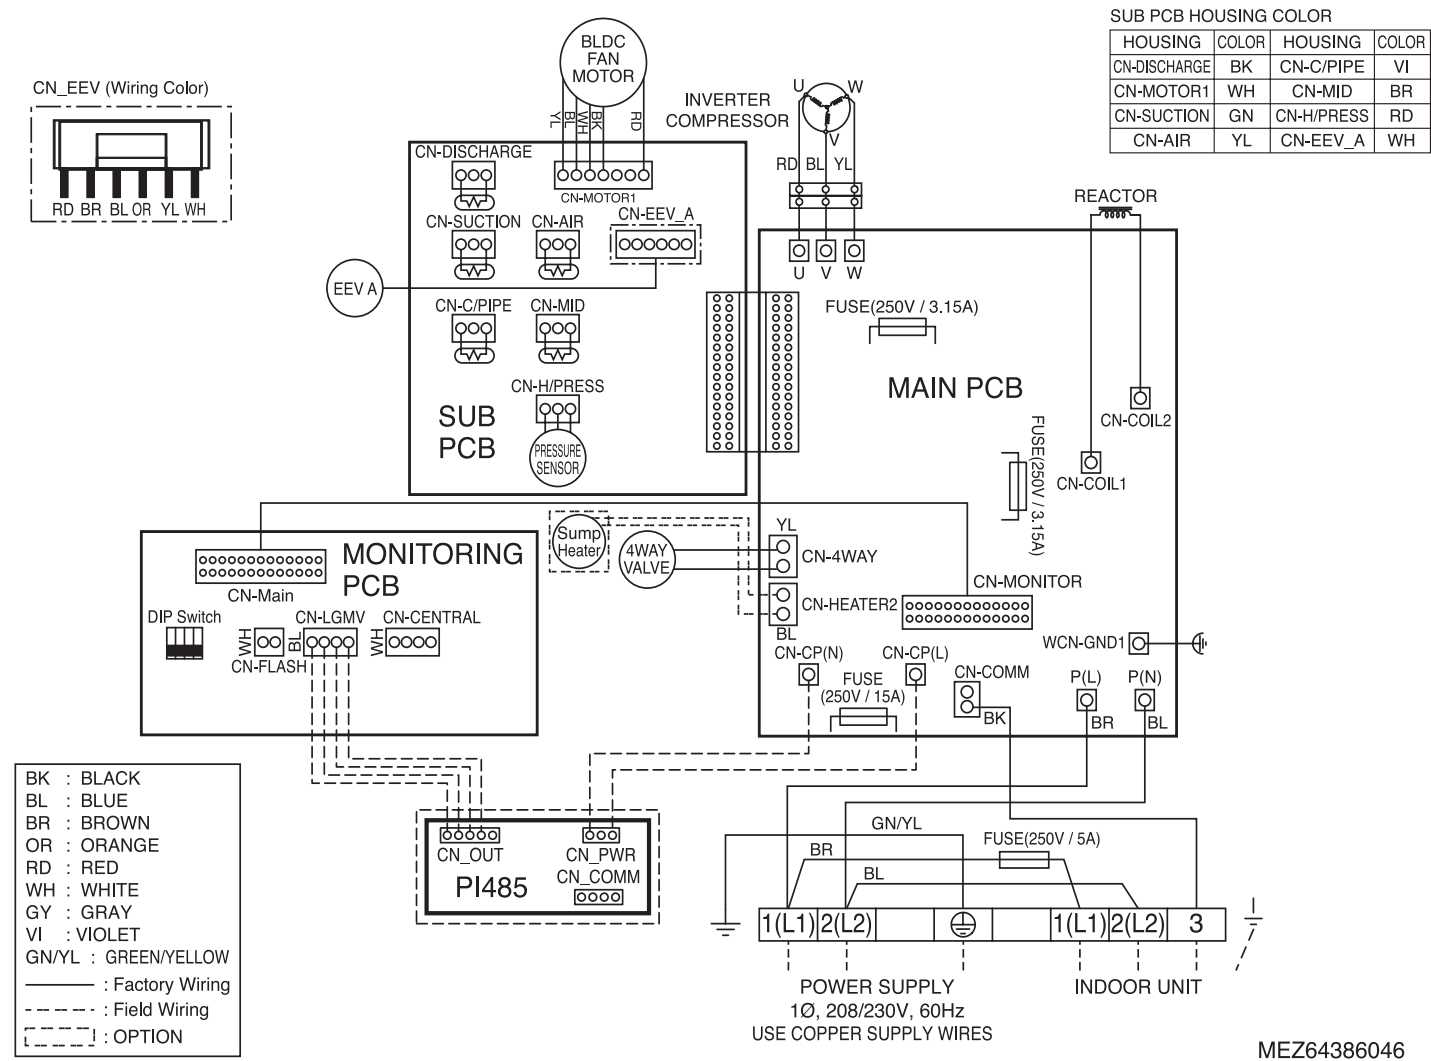 SUB PCB HOUSING COLOR
HOUSING COLOR HOUSING COLOR
CN-DISCHARGE BK CN-C/PIPE VI
CN-MOTOR1 WH CN-MID BR
CN-SUCTION GN CN-H/PRESS RD
CN-AIR YL CN-EEV_A WH
CN_EEV (Wiring Color)
RD BR BL OR YL WH
BLDC
FAN
MOTOR
YL BL WH BK RD
INVERTER
COMPRESSOR
U W
V
RD BL YL
U V W
REACTOR
CN-DISCHARGE
CN-MOTOR1
CN-SUCTION CN-AIR CN-EEV_A
EEV A
CN-C/PIPE CN-MID
CN-H/PRESS
SUB
PCB
PRESSURE
SENSOR
FUSE(250V / 3.15A)
MAIN PCB
CN-COIL2
CN-COIL1
FUSE(250V / 3.15A)
Sump
Heater
4WAY
VALVE
YL
CN-4WAY
CN-HEATER2
BL
CN-MONITOR
MONITORING
PCB
CN-Main
DIP Switch
WH
CN-FLASH
BL
CN-LGMV
WH
CN-CENTRAL
CN-CP(N)
CN-CP(L)
FUSE
(250V / 15A)
CN-COMM
BK
WCN-GND1
P(L) P(N)
BR BL
CN_OUT
CN_PWR
CN_COMM
PI485
GN/YL
BR
BL
FUSE(250V / 5A)
1(L1) 2(L2) 1(L1) 2(L2) 3
POWER SUPPLY
1Ø, 208/230V, 60Hz
USE COPPER SUPPLY WIRES
INDOOR UNIT
BK : BLACK
BL : BLUE
BR : BROWN
OR : ORANGE
RD : RED
WH : WHITE
GY : GRAY
VI : VIOLET
GN/YL : GREEN/YELLOW
: Factory Wiring
: Field Wiring
: OPTION
MEZ64386046